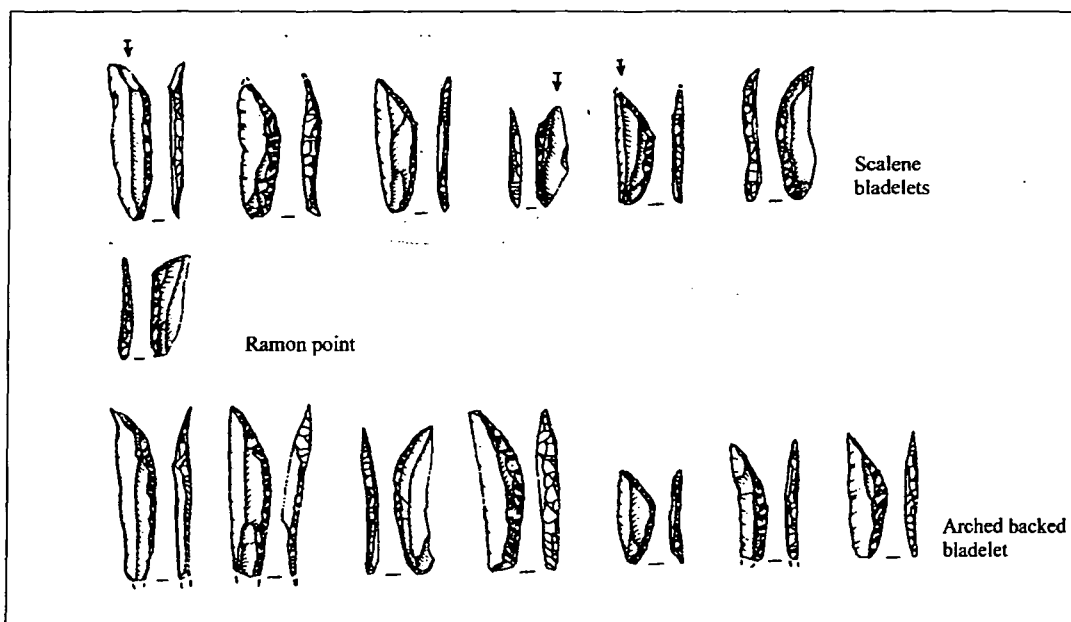 Scalene
bladelets
Ramon point
Arched backed
bladelet